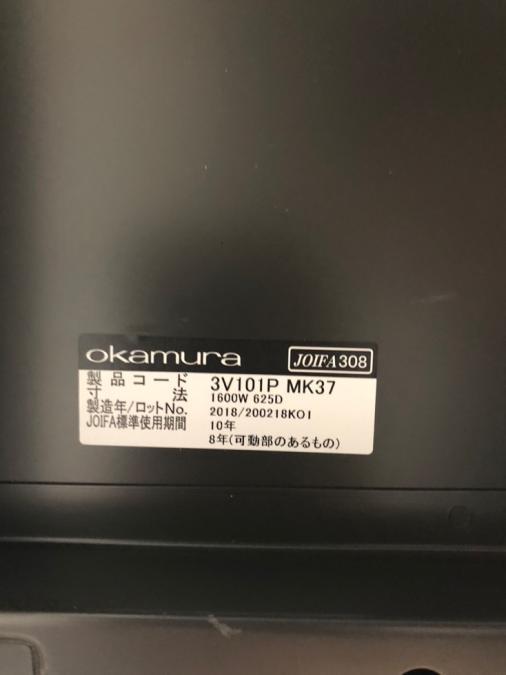 okamura JOIFA308
製品コード 3V101P MK37
寸法 1600W 625D
製造年/ロットNo. 2018/200218KO1
JOIFA標準使用期間 10年
8年(可動部のあるもの)